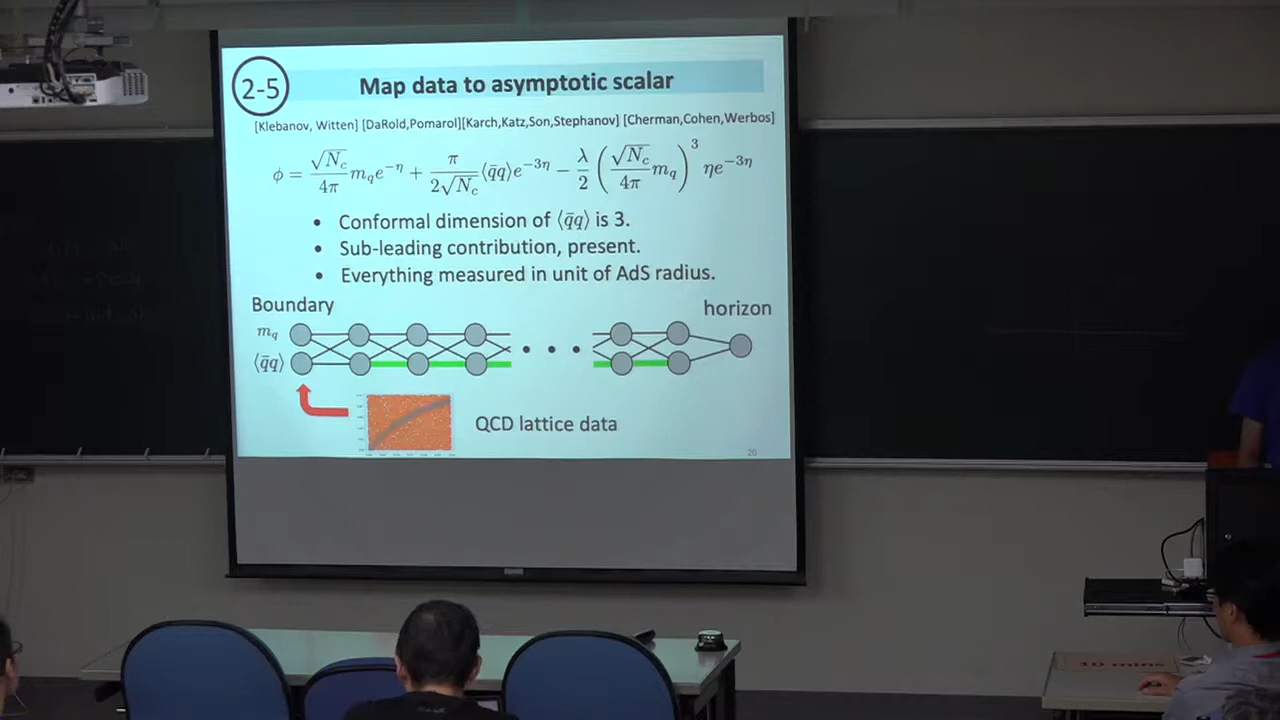 2-5
Map data to asymptotic scalar
[Klebanov, Witten] [DaRold,Pomarol][Karch,Katz,Son,Stephanov] [Cherman,Cohen,Werbos]
ϕ = √N_c/4π m_q e^{−η} + π/2√N_c ⟨q̄q⟩e^{−3η} − λ/2 (√N_c/4π m_q)^3 ηe^{−3η}
• Conformal dimension of ⟨q̄q⟩ is 3.
• Sub-leading contribution, present.
• Everything measured in unit of AdS radius.
Boundary
horizon
m_q
⟨q̄q⟩
QCD lattice data
20
10 mins